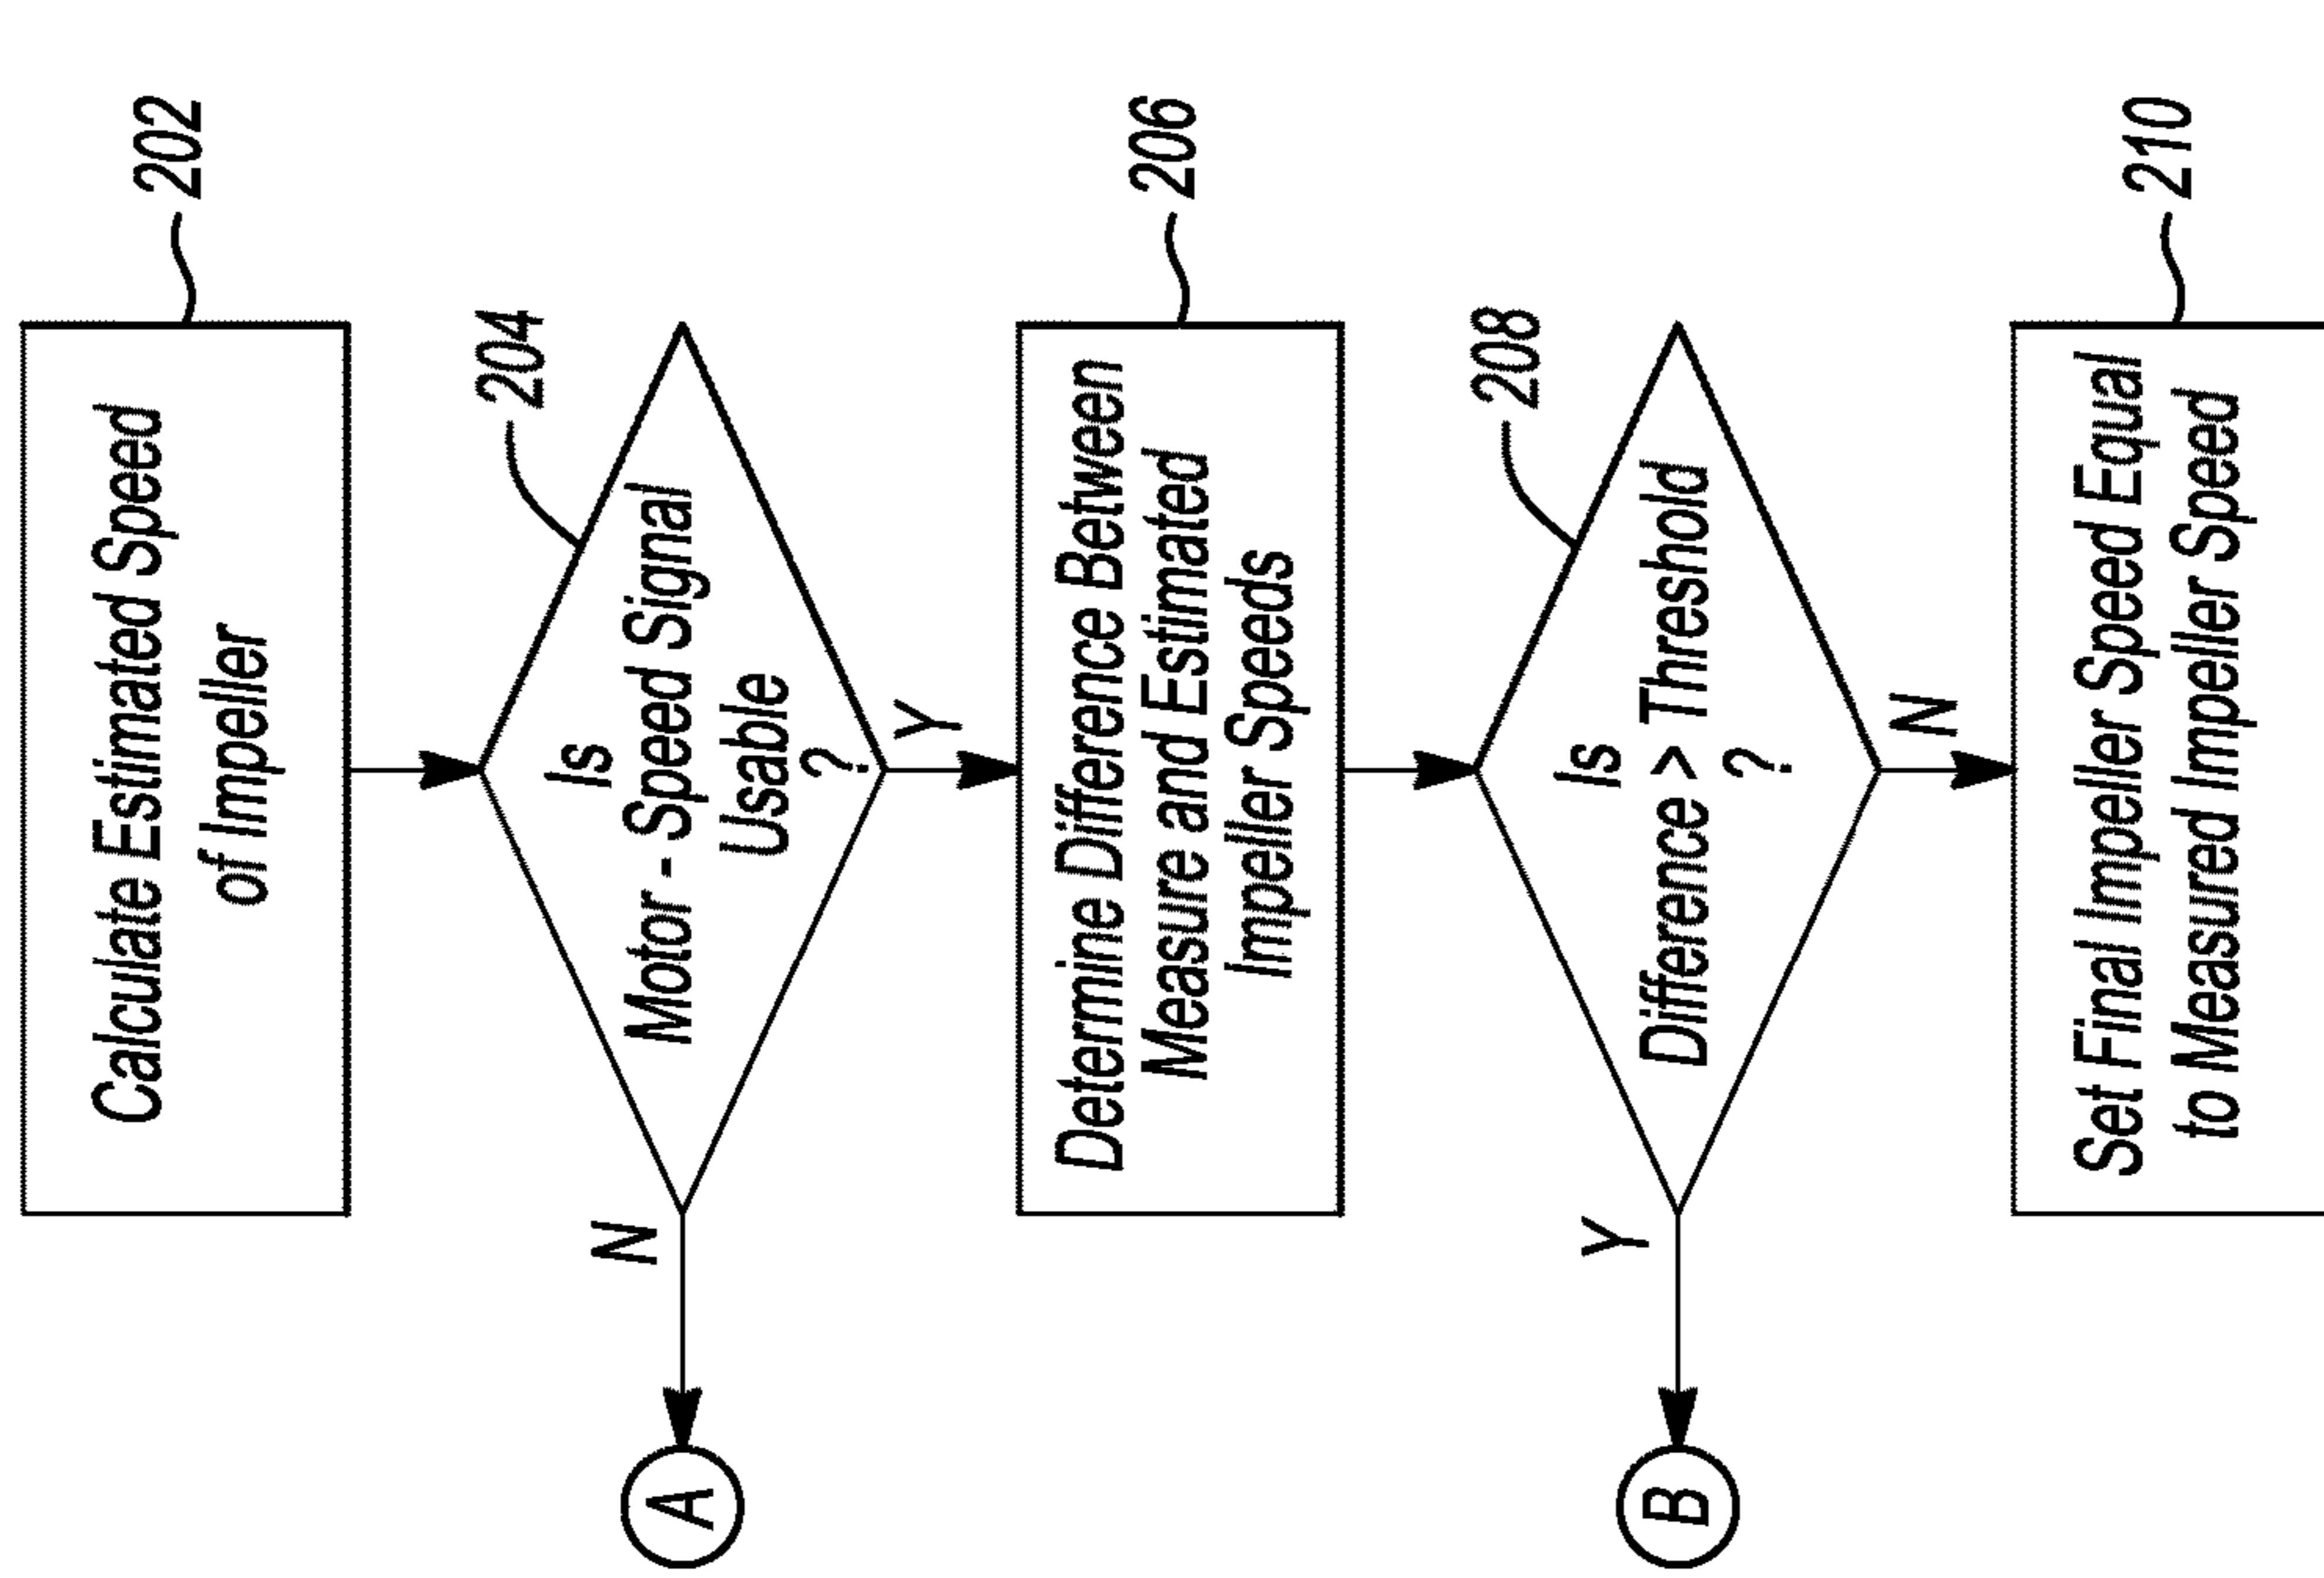 202
Calculate Estimated Speed
of Impeller
204
Is
Motor - Speed Signal
Usable
?
N
A
Y
206
Determine Difference Between
Measure and Estimated
Impeller Speeds
208
Is
Difference > Threshold
?
Y
B
N
210
Set Final Impeller Speed Equal
to Measured Impeller Speed